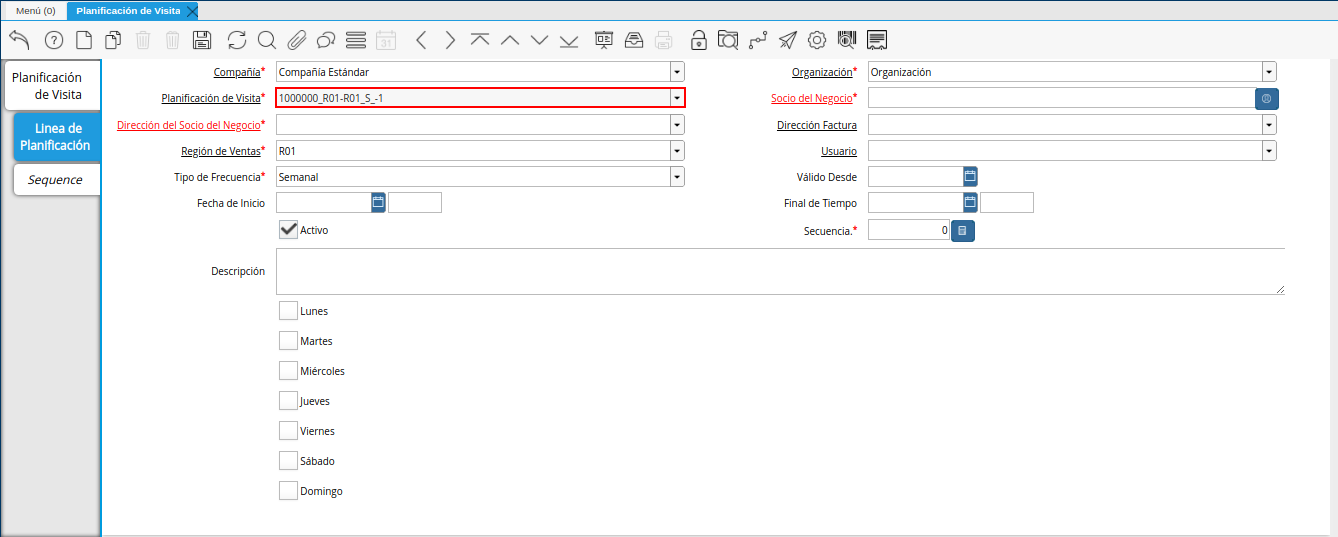 Menú (0)
Planificación de Visita
31
Planificación
de Visita
Linea de
Planificación
Sequence
Compañía*
Compañía Estándar
Organización*
Organización
Planificación de Visita*
1000000_R01-R01_S_-1
Socio del Negocio*
Dirección del Socio del Negocio*
Dirección Factura
Región de Ventas*
R01
Usuario
Tipo de Frecuencia*
Semanal
Válido Desde
Fecha de Inicio
Final de Tiempo
Activo
Secuencia.*
0
Descripción
Lunes
Martes
Miércoles
Jueves
Viernes
Sábado
Domingo